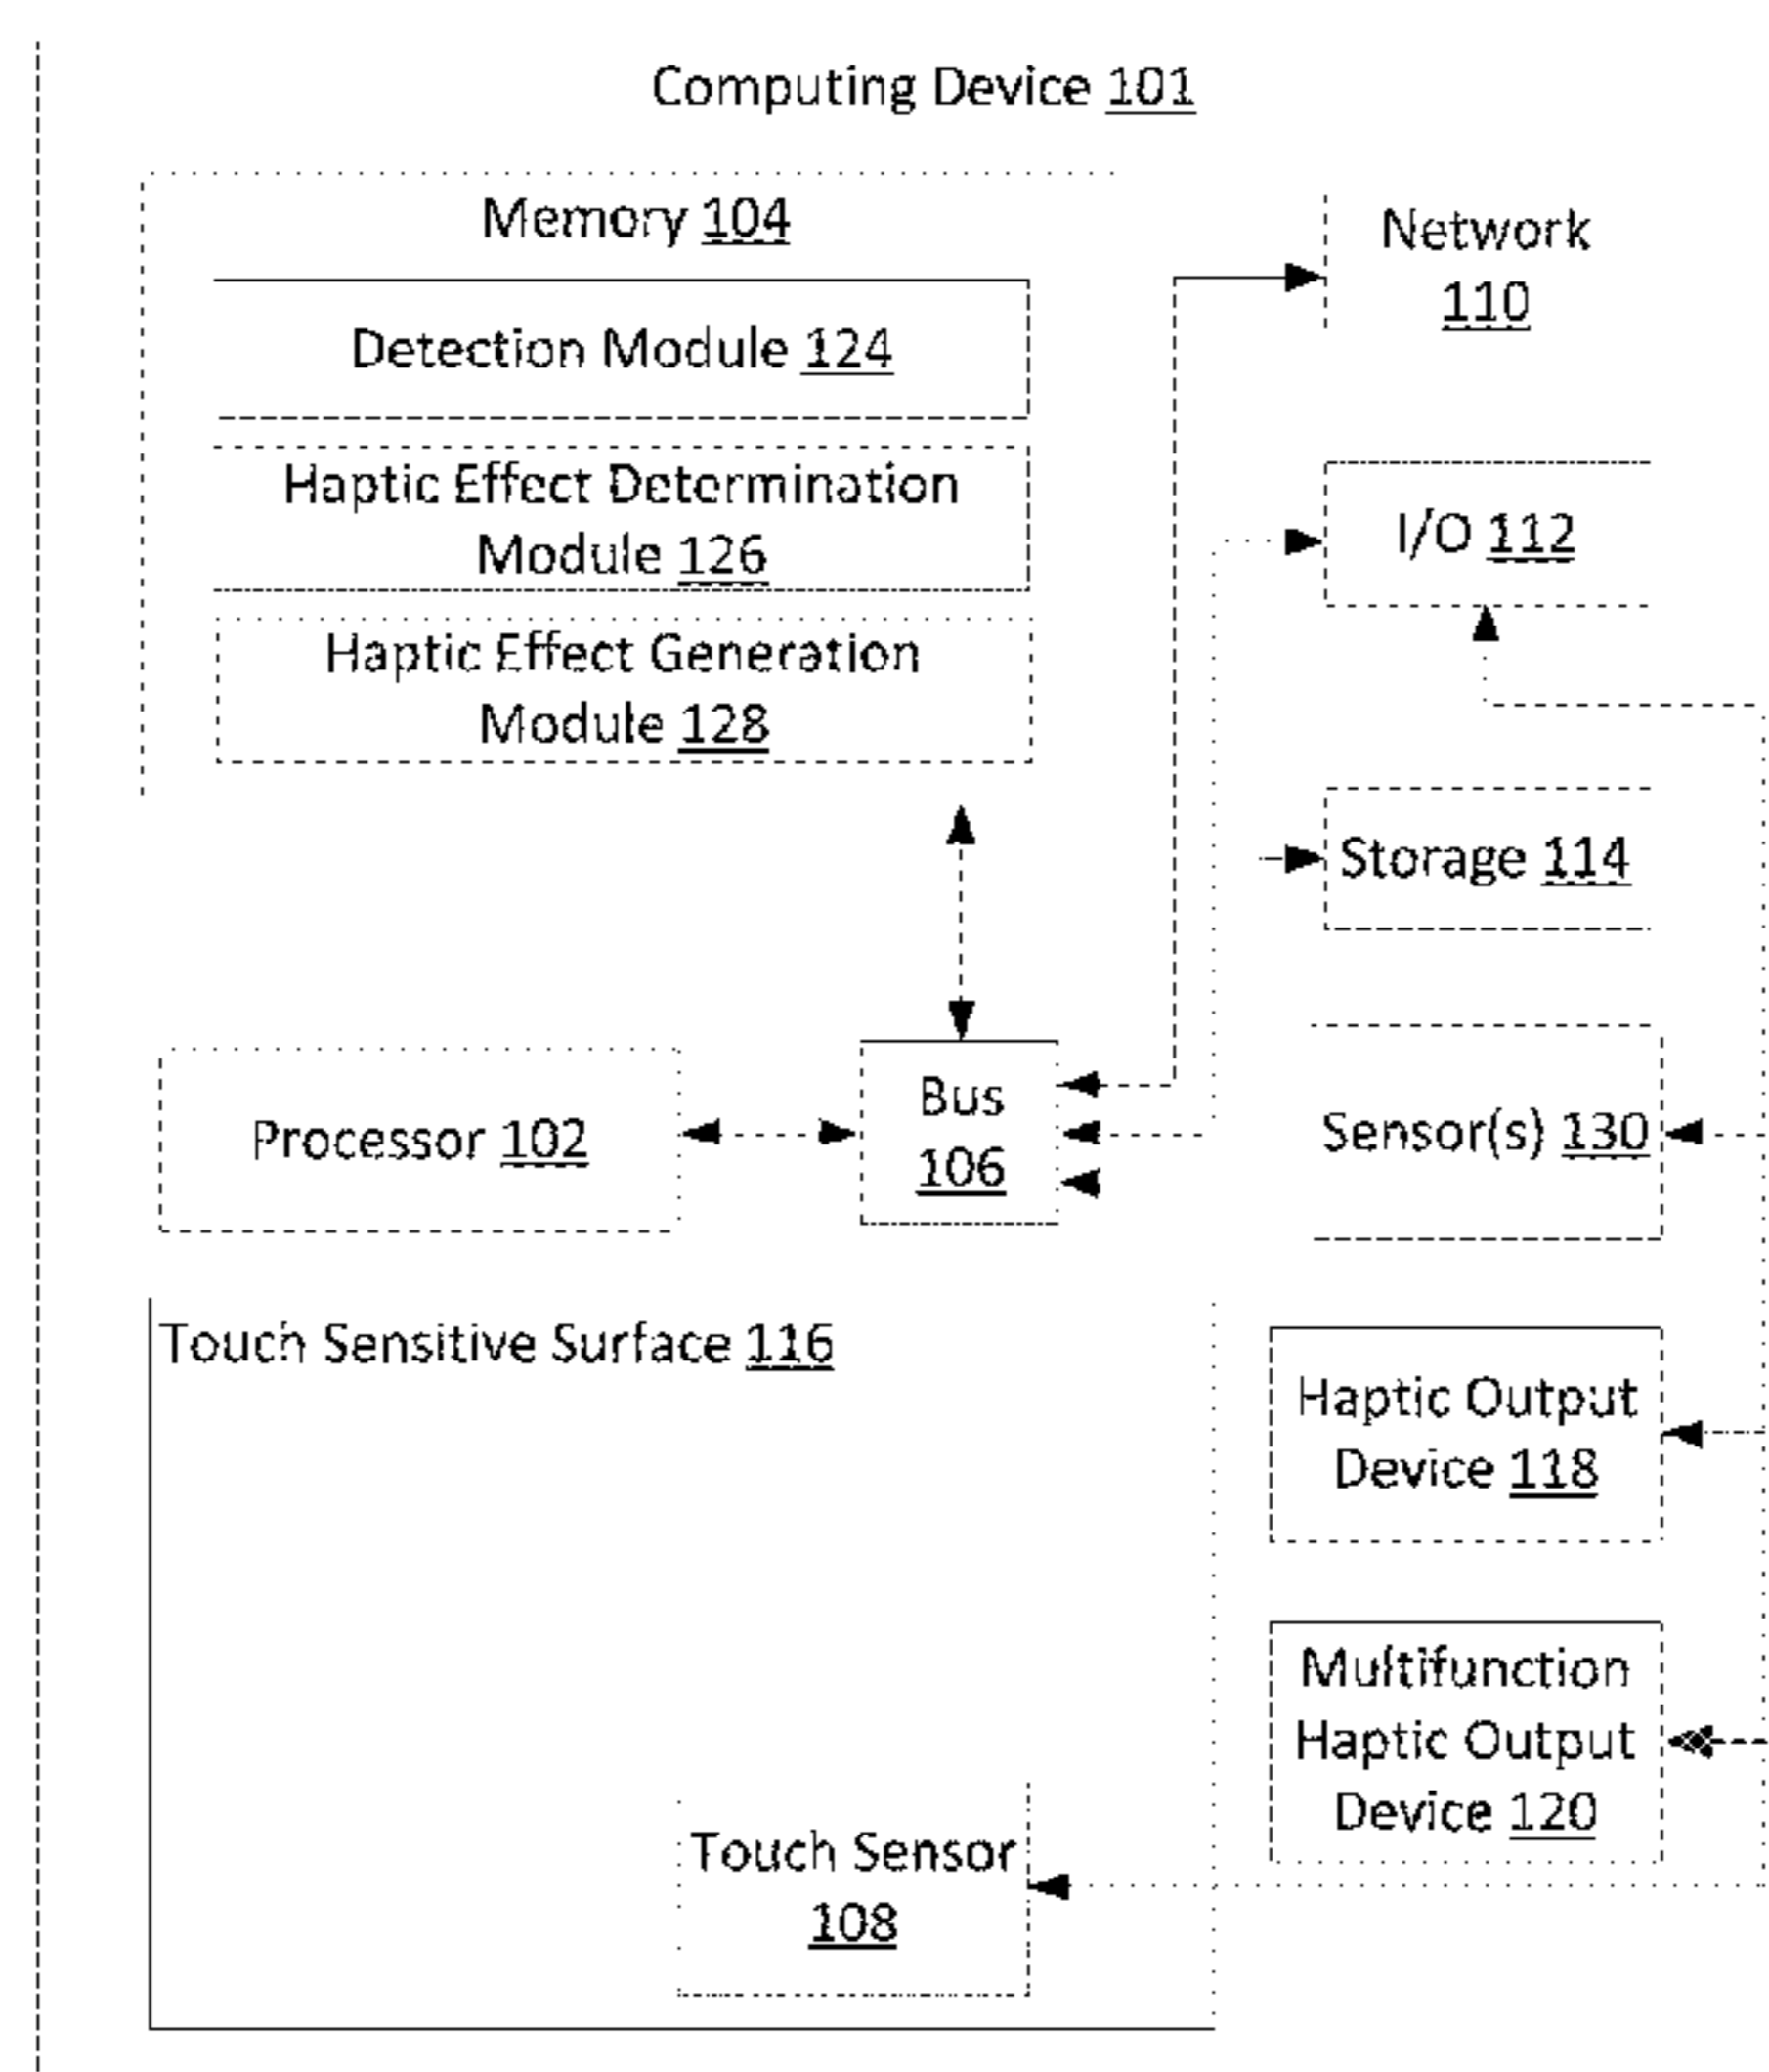 Computing Device 101
Memory 104
Detection Module 124
Haptic Effect Determination
Module 126
Haptic Effect Generation
Module 128
Network
110
I/O 112
Storage 114
Processor 102
Bus
106
Sensor(s) 130
Touch Sensitive Surface 116
Haptic Output
Device 118
Multifunction
Haptic Output
Device 120
Touch Sensor
108